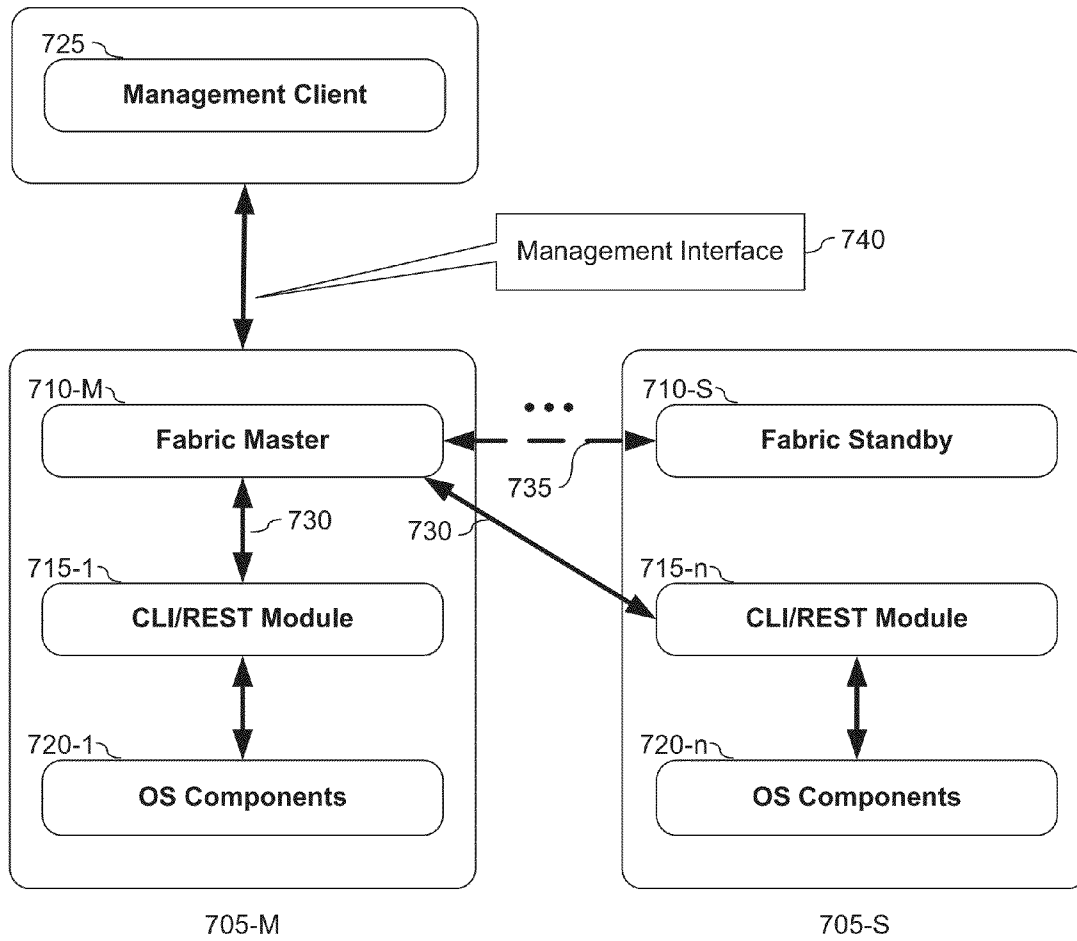 725
Management Client
Management Interface
740
710-M
Fabric Master
710-S
Fabric Standby
735
730
730
715-1
CLI/REST Module
715-n
CLI/REST Module
720-1
OS Components
720-n
OS Components
705-M
705-S